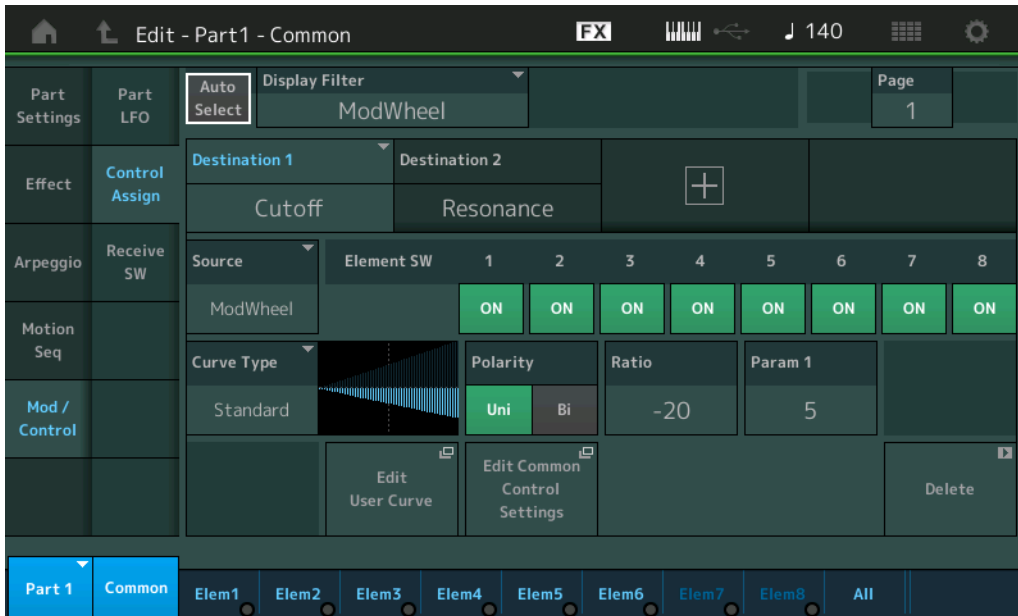 Edit - Part1 - Common
FX
140
Part
Settings
Part
LFO
Auto
Select
Display Filter
ModWheel
Page
1
Effect
Control
Assign
Destination 1
Cutoff
Destination 2
Resonance
Arpeggio
Receive
SW
Source
ModWheel
Element SW 1 2 3 4 5 6 7 8
ON ON ON ON ON ON ON ON
Motion
Seq
Curve Type
Standard
Polarity
Uni Bi
Ratio
-20
Param 1
5
Mod /
Control
Edit
User Curve
Edit Common
Control
Settings
Delete
Part 1 Common Elem1 Elem2 Elem3 Elem4 Elem5 Elem6 Elem7 Elem8 All